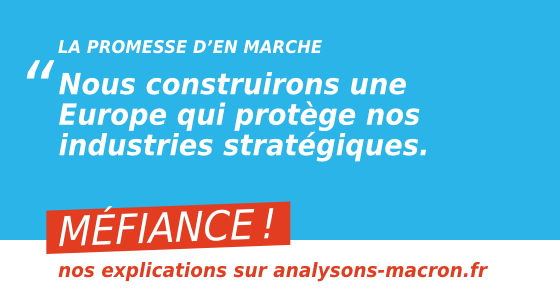 LA PROMESSE D’EN MARCHE
“ Nous construirons une
Europe qui protège nos
industries stratégiques.
MÉFIANCE !
nos explications sur analysons-macron.fr